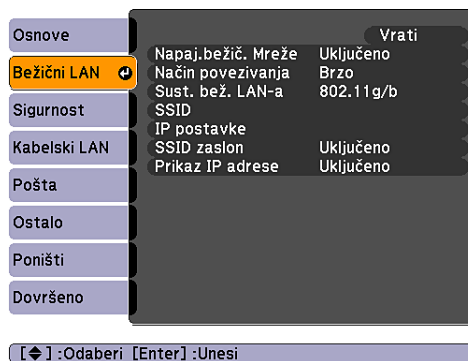 Osnove
Bežični LAN
Sigurnost
Kabelski LAN
Pošta
Ostalo
Poništi
Dovršeno
Vrati
Napaj.bežič. Mreže Uključeno
Način povezivanja Brzo
Sust. bež. LAN-a 802.11g/b
SSID
IP postavke
SSID zaslon Uključeno
Prikaz IP adrese Uključeno
[◆] :Odaberi [Enter] :Unesi